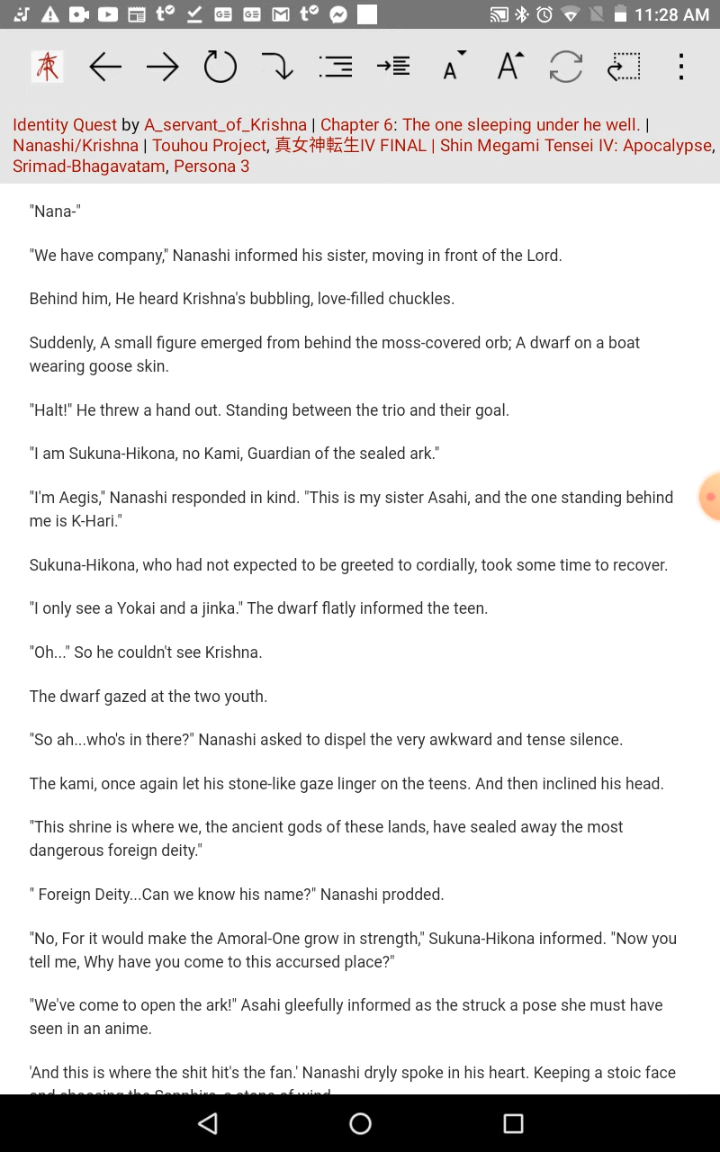 11:28 AM
A A
Identity Quest by A_servant_of_Krishna | Chapter 6: The one sleeping under he well. |
Nanashi/Krishna | Touhou Project, 真女神転生IV FINAL | Shin Megami Tensei IV: Apocalypse,
Srimad-Bhagavatam, Persona 3
"Nana-"
"We have company," Nanashi informed his sister, moving in front of the Lord.
Behind him, He heard Krishna's bubbling, love-filled chuckles.
Suddenly, A small figure emerged from behind the moss-covered orb; A dwarf on a boat
wearing goose skin.
"Halt!" He threw a hand out. Standing between the trio and their goal.
"I am Sukuna-Hikona, no Kami, Guardian of the sealed ark."
"I'm Aegis," Nanashi responded in kind. "This is my sister Asahi, and the one standing behind
me is K-Hari."
Sukuna-Hikona, who had not expected to be greeted to cordially, took some time to recover.
"I only see a Yokai and a jinka." The dwarf flatly informed the teen.
"Oh..." So he couldn't see Krishna.
The dwarf gazed at the two youth.
"So ah...who's in there?" Nanashi asked to dispel the very awkward and tense silence.
The kami, once again let his stone-like gaze linger on the teens. And then inclined his head.
"This shrine is where we, the ancient gods of these lands, have sealed away the most
dangerous foreign deity."
" Foreign Deity...Can we know his name?" Nanashi prodded.
"No, For it would make the Amoral-One grow in strength," Sukuna-Hikona informed. "Now you
tell me, Why have you come to this accursed place?"
"We've come to open the ark!" Asahi gleefully informed as the struck a pose she must have
seen in an anime.
'And this is where the shit hit's the fan.' Nanashi dryly spoke in his heart. Keeping a stoic face